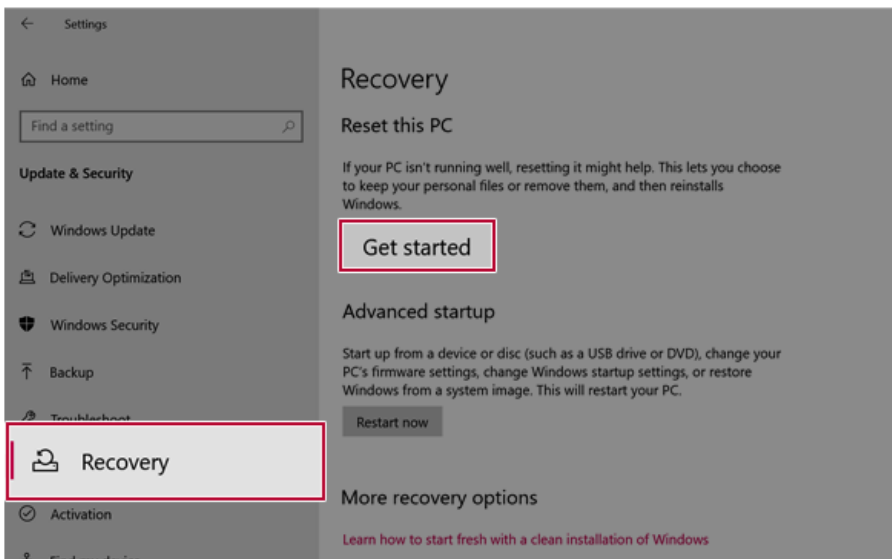 Settings
Home
Find a setting
Update & Security
Windows Update
Delivery Optimization
Windows Security
Backup
Troubleshoot
Recovery
Activation
Recovery
Reset this PC
If your PC isn't running well, resetting it might help. This lets you choose
to keep your personal files or remove them, and then reinstalls
Windows.
Get started
Advanced startup
Start up from a device or disc (such as a USB drive or DVD), change your
PC's firmware settings, change Windows startup settings, or restore
Windows from a system image. This will restart your PC.
Restart now
More recovery options
Learn how to start fresh with a clean installation of Windows